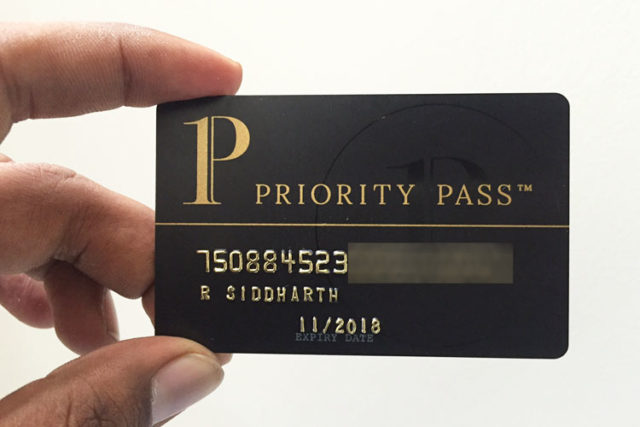 PRIORITY PASS™
750884523
R SIDDHARTH
11/2018
EXPIRY DATE